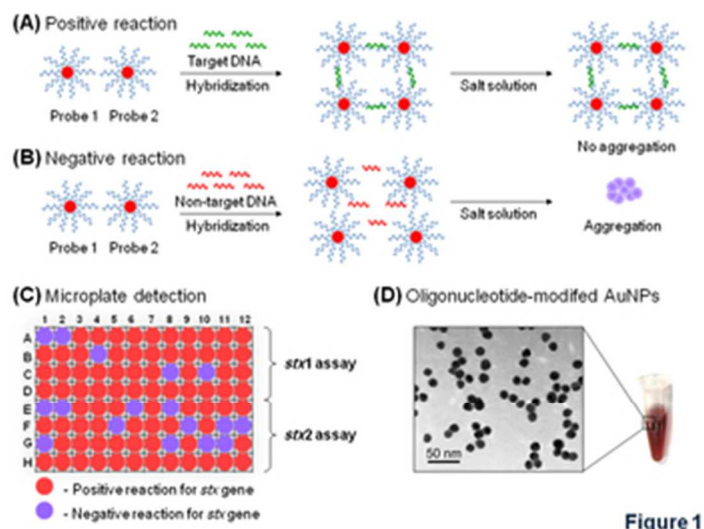 (A) Positive reaction
Target DNA
Hybridization
Salt solution
Probe 1 Probe 2
No aggregation
(B) Negative reaction
Non-target DNA
Hybridization
Salt solution
Probe 1 Probe 2
Aggregation
(C) Microplate detection
1 2 3 4 5 6 7 8 9 10 11 12
A
B
C
D
E
F
G
H
stx1 assay
stx2 assay
- Positive reaction for stx gene
- Negative reaction for stx gene
(D) Oligonucleotide-modifed AuNPs
50 nm
Figure 1